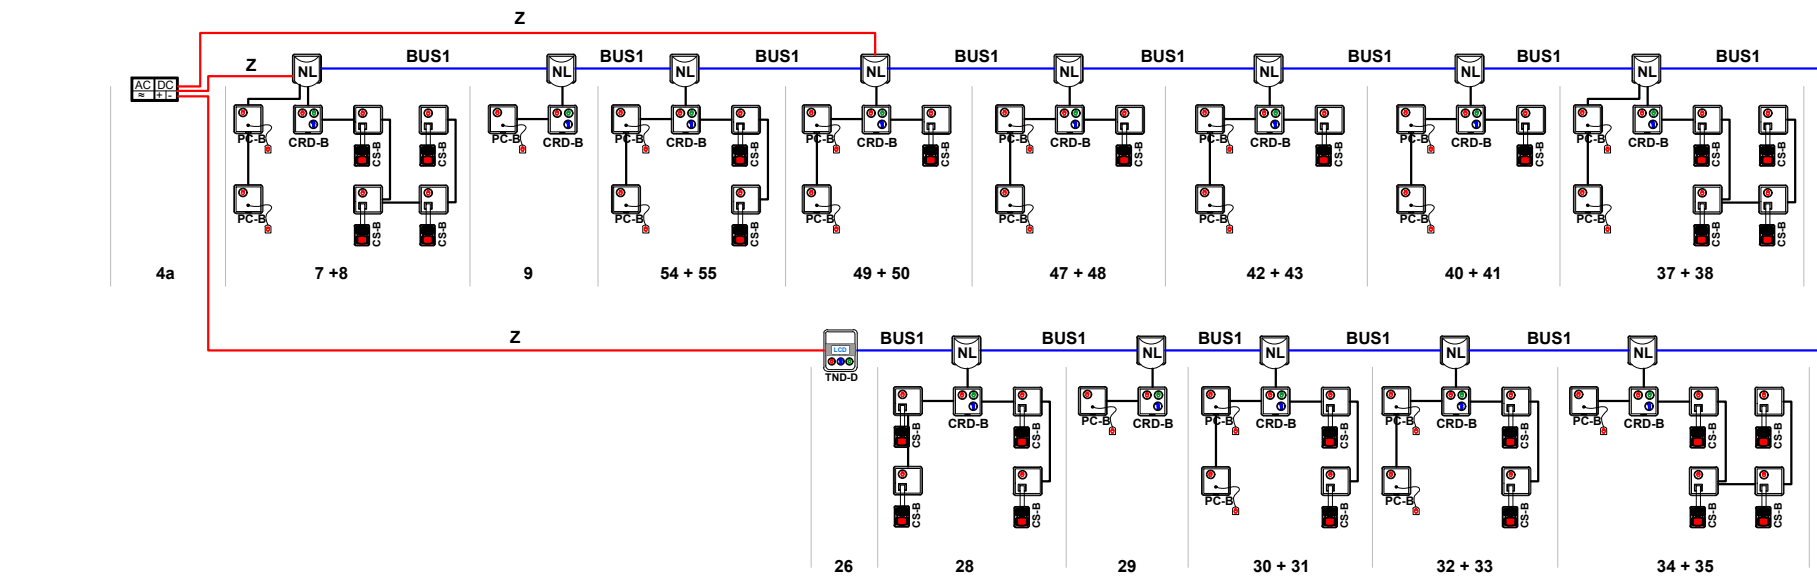 Z
Z BUS1 BUS1 BUS1 BUS1 BUS1 BUS1 BUS1 BUS1
NL NL NL NL NL NL NL NL
AC DC
≈ + -
PC-B CRD-B CS-B CS-B PC-B CRD-B PC-B CRD-B CS-B PC-B CRD-B CS-B PC-B CRD-B CS-B PC-B CRD-B CS-B PC-B CRD-B CS-B PC-B CRD-B CS-B CS-B
PC-B CS-B CS-B PC-B CS-B PC-B PC-B PC-B PC-B PC-B CS-B CS-B
4a 7 +8 9 54 + 55 49 + 50 47 + 48 42 + 43 40 + 41 37 + 38
Z BUS1 BUS1 BUS1 BUS1 BUS1
LCD NL NL NL NL NL
TND-D
CS-B CRD-B CS-B PC-B CRD-B PC-B CRD-B CS-B PC-B CRD-B CS-B PC-B CRD-B CS-B CS-B
CS-B CS-B PC-B CS-B PC-B CS-B CS-B CS-B
26 28 29 30 + 31 32 + 33 34 + 35